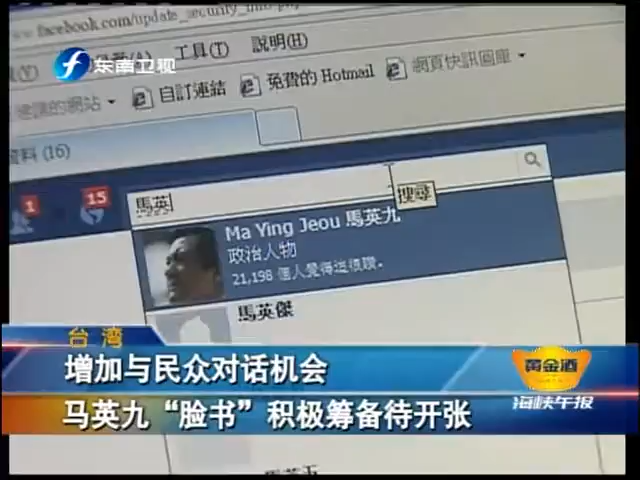 www.facebook.com/update_security_info.php
工具(T) 說明(H)
东南卫视
自訂連結 免費的 Hotmail 網頁快訊圖庫
資料 (16)
1 15
馬英
搜尋
Ma Ying Jeou 馬英九
政治人物
21,198 個人覺得這很讚。
馬英傑
台湾
增加与民众对话机会
马英九“脸书”积极筹备待开张
黄金酒
海峡午报